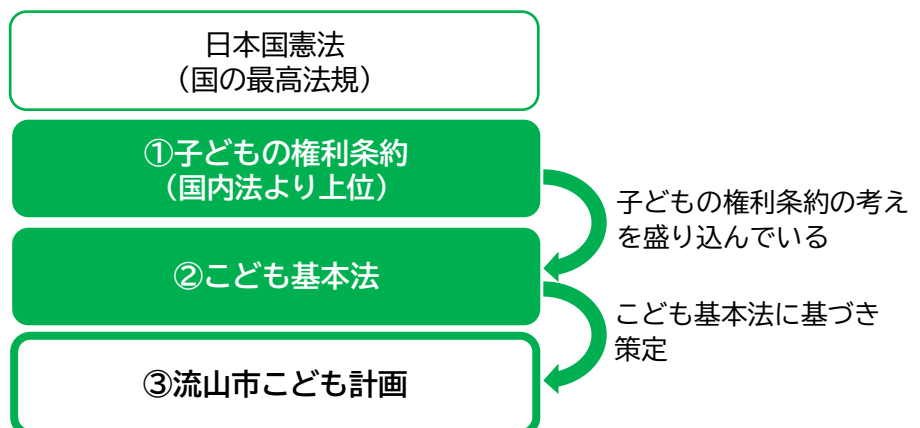 日本国憲法
（国の最高法規）
①子どもの権利条約
（国内法より上位）
子どもの権利条約の考え
を盛り込んでいる
②こども基本法
こども基本法に基づき
策定
③流山市こども計画